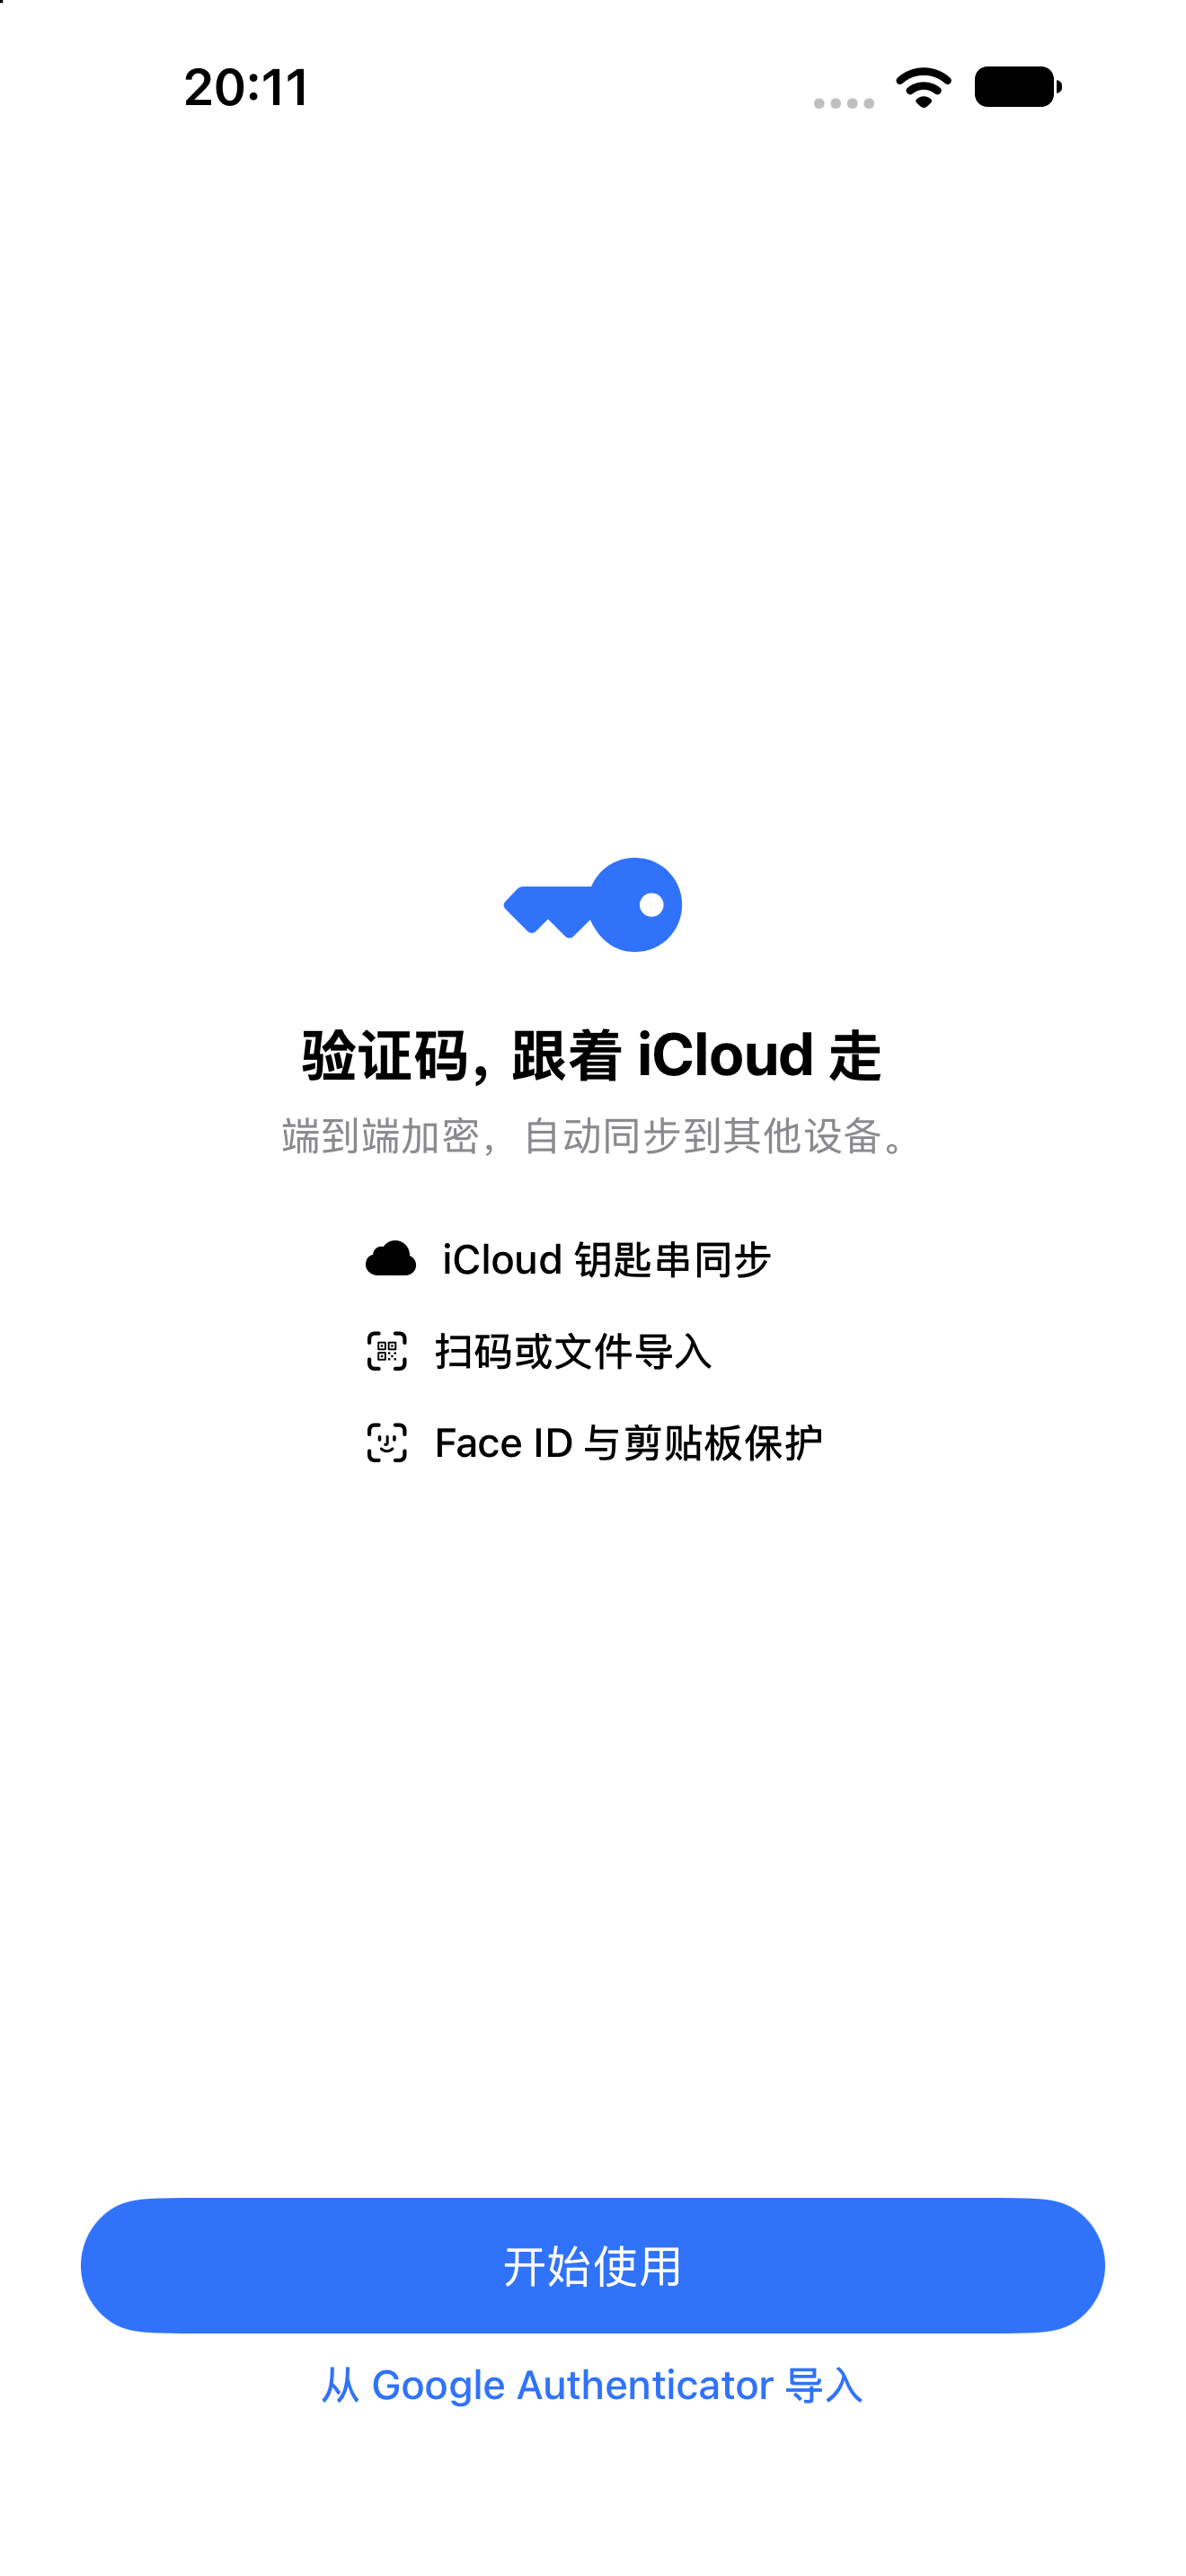 20:11
验证码，跟着 iCloud 走
端到端加密，自动同步到其他设备。
iCloud 钥匙串同步
扫码或文件导入
Face ID 与剪贴板保护
开始使用
从 Google Authenticator 导入